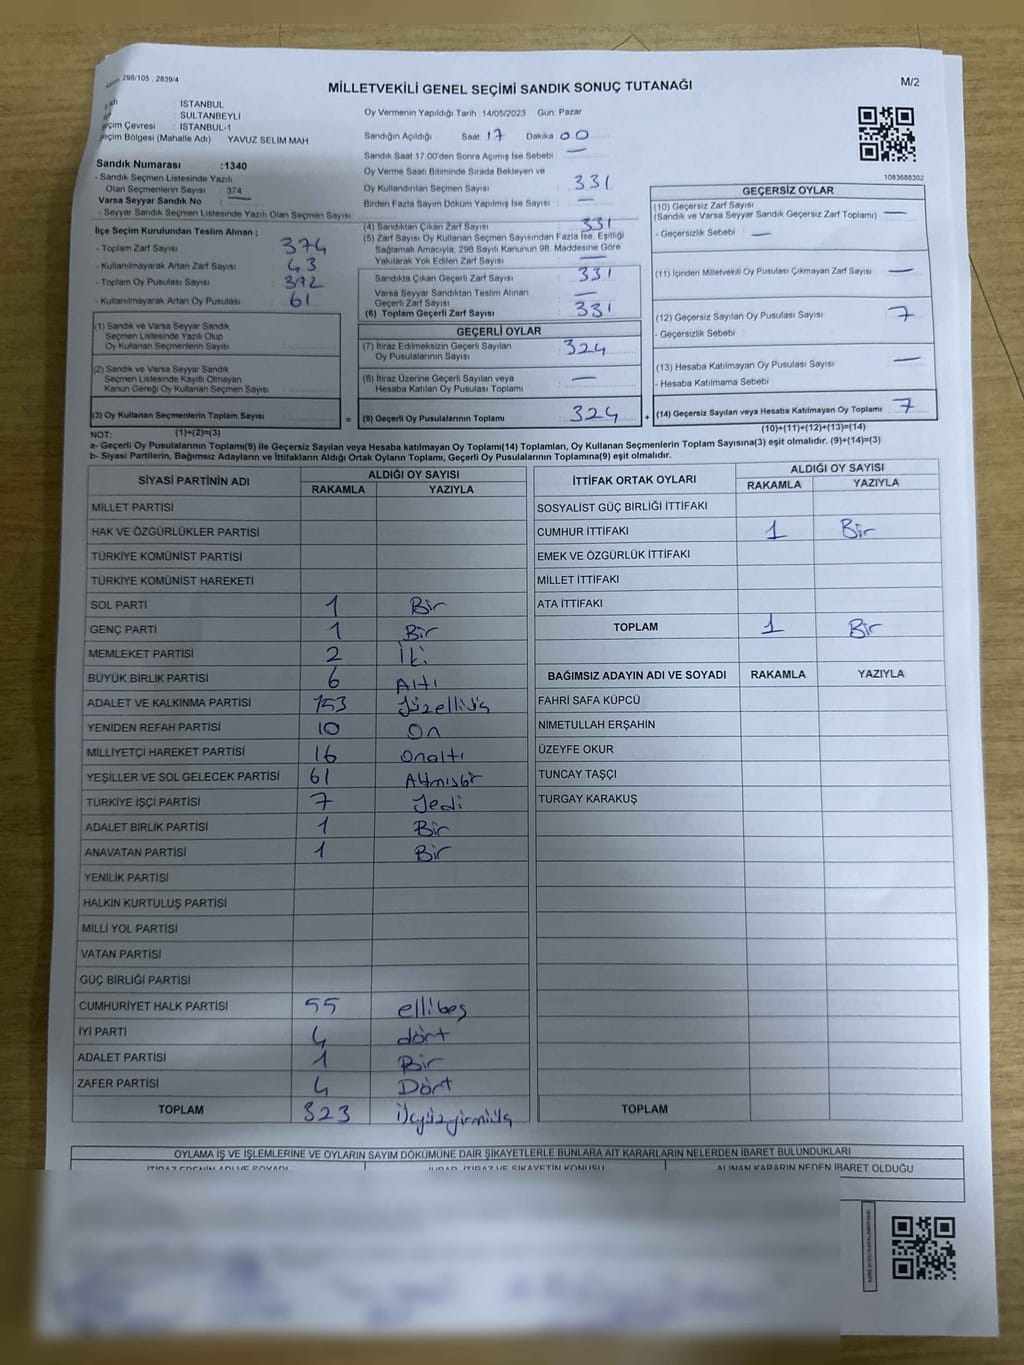 298/105 , 2839/4
MİLLETVEKİLİ GENEL SEÇİMİ SANDIK SONUÇ TUTANAĞI
M/2
İSTANBUL
SULTANBEYLİ
Seçim Çevresi : İSTANBUL-1
Seçim Bölgesi (Mahalle Adı) : YAVUZ SELİM MAH
Oy Vermenin Yapıldığı Tarih : 14/05/2023 Gün: Pazar
Sandığın Açıldığı Saat 17 Dakika 00
Sandık Saat 17:00'den Sonra Açımış İse Sebebi : —
Oy Verme Saati Bitiminde Sırada Bekleyen ve
Oy Kullandırılan Seçmen Sayısı : 331
Birden Fazla Sayım Döküm Yapılmış İse Sayısı : —
Sandık Numarası :1340
- Sandık Seçmen Listesinde Yazılı
Olan Seçmenlerin Sayısı : 374
Varsa Seyyar Sandık No : —
- Seyyar Sandık Seçmen Listesinde Yazılı Olan Seçmen Sayısı :
İlçe Seçim Kurulundan Teslim Alınan ;
- Toplam Zarf Sayısı : 374
- Kullanılmayarak Artan Zarf Sayısı : 43
- Toplam Oy Pusulası Sayısı : 392
- Kullanılmayarak Artan Oy Pusulası : 61
(1) Sandık ve Varsa Seyyar Sandık
Seçmen Listesinde Yazılı Olup
Oy Kullanan Seçmenlerin Sayısı :
(2) Sandık ve Varsa Seyyar Sandık
Seçmen Listesinde Kayıtlı Olmayan
Kanun Gereği Oy Kullanan Seçmen Sayısı :
(3) Oy Kullanan Seçmenlerin Toplam Sayısı :
(1)+(2)=(3)
(4) Sandıktan Çıkan Zarf Sayısı : 331
(5) Zarf Sayısı Oy Kullanan Seçmen Sayısından Fazla İse, Eşitliği
Sağlamak Amacıyla, 298 Sayılı Kanunun 98. Maddesine Göre
Yakılarak Yok Edilen Zarf Sayısı : —
Sandıkta Çıkan Geçerli Zarf Sayısı : 331
Varsa Seyyar Sandıktan Teslim Alınan
Geçerli Zarf Sayısı : —
(6) Toplam Geçerli Zarf Sayısı : 331
GEÇERLİ OYLAR
(7) İtiraz Edilmeksizin Geçerli Sayılan
Oy Pusulalarının Sayısı : 324
(8) İtiraz Üzerine Geçerli Sayılan veya
Hesaba Katılan Oy Pusulası Toplamı : —
= (9) Geçerli Oy Pusulalarının Toplamı : 324 +
1083688302
GEÇERSİZ OYLAR
(10) Geçersiz Zarf Sayısı
(Sandık ve Varsa Seyyar Sandık Geçersiz Zarf Toplamı) : —
- Geçersizlik Sebebi : —
(11) İçinden Milletvekili Oy Pusulası Çıkmayan Zarf Sayısı : —
(12) Geçersiz Sayılan Oy Pusulası Sayısı : 7
- Geçersizlik Sebebi :
(13) Hesaba Katılmayan Oy Pusulası Sayısı : —
- Hesaba Katılmama Sebebi :
(14) Geçersiz Sayılan veya Hesaba Katılmayan Oy Toplamı : 7
(10)+(11)+(12)+(13)=(14)
NOT:
a- Geçerli Oy Pusulalarının Toplamı(9) ile Geçersiz Sayılan veya Hesaba katılmayan Oy Toplamı(14) Toplamları, Oy Kullanan Seçmenlerin Toplam Sayısına(3) eşit olmalıdır. (9)+(14)=(3)
b- Siyasi Partilerin, Bağımsız Adayların ve İttifakların Aldığı Ortak Oyların Toplamı, Geçerli Oy Pusulalarının Toplamına(9) eşit olmalıdır.
SİYASİ PARTİNİN ADI ALDIĞI OY SAYISI
RAKAMLA YAZIYLA
MİLLET PARTİSİ
HAK VE ÖZGÜRLÜKLER PARTİSİ
TÜRKİYE KOMÜNİST PARTİSİ
TÜRKİYE KOMÜNİST HAREKETİ
SOL PARTİ 1 Bir
GENÇ PARTİ 1 Bir
MEMLEKET PARTİSİ 2 İki
BÜYÜK BİRLİK PARTİSİ 6 Altı
ADALET VE KALKINMA PARTİSİ 153 Yüzelliüç
YENİDEN REFAH PARTİSİ 10 On
MİLLİYETÇİ HAREKET PARTİSİ 16 Onaltı
YEŞİLLER VE SOL GELECEK PARTİSİ 61 Altmışbir
TÜRKİYE İŞÇİ PARTİSİ 7 Yedi
ADALET BİRLİK PARTİSİ 1 Bir
ANAVATAN PARTİSİ 1 Bir
YENİLİK PARTİSİ
HALKIN KURTULUŞ PARTİSİ
MİLLİ YOL PARTİSİ
VATAN PARTİSİ
GÜÇ BİRLİĞİ PARTİSİ
CUMHURİYET HALK PARTİSİ 55 ellibeş
İYİ PARTİ 4 dört
ADALET PARTİSİ 1 Bir
ZAFER PARTİSİ 4 Dört
TOPLAM 323 üçyüzyirmiüç
İTTİFAK ORTAK OYLARI ALDIĞI OY SAYISI
RAKAMLA YAZIYLA
SOSYALİST GÜÇ BİRLİĞİ İTTİFAKI
CUMHUR İTTİFAKI 1 Bir
EMEK VE ÖZGÜRLÜK İTTİFAKI
MİLLET İTTİFAKI
ATA İTTİFAKI
TOPLAM 1 Bir
BAĞIMSIZ ADAYIN ADI VE SOYADI RAKAMLA YAZIYLA
FAHRİ SAFA KÜPCÜ
NİMETULLAH ERŞAHİN
ÜZEYFE OKUR
TUNCAY TAŞÇI
TURGAY KARAKUŞ
TOPLAM
OYLAMA İŞ VE İŞLEMLERİNE VE OYLARIN SAYIM DÖKÜMÜNE DAİR ŞİKAYETLERLE BUNLARA AİT KARARLARIN NELERDEN İBARET BULUNDUKLARI
İTİRAZ EDENİN ADI VE SOYADI İHBAR, İTİRAZ VE ŞİKAYETİN KONUSU ALINAN KARARIN NEDEN İBARET OLDUĞU